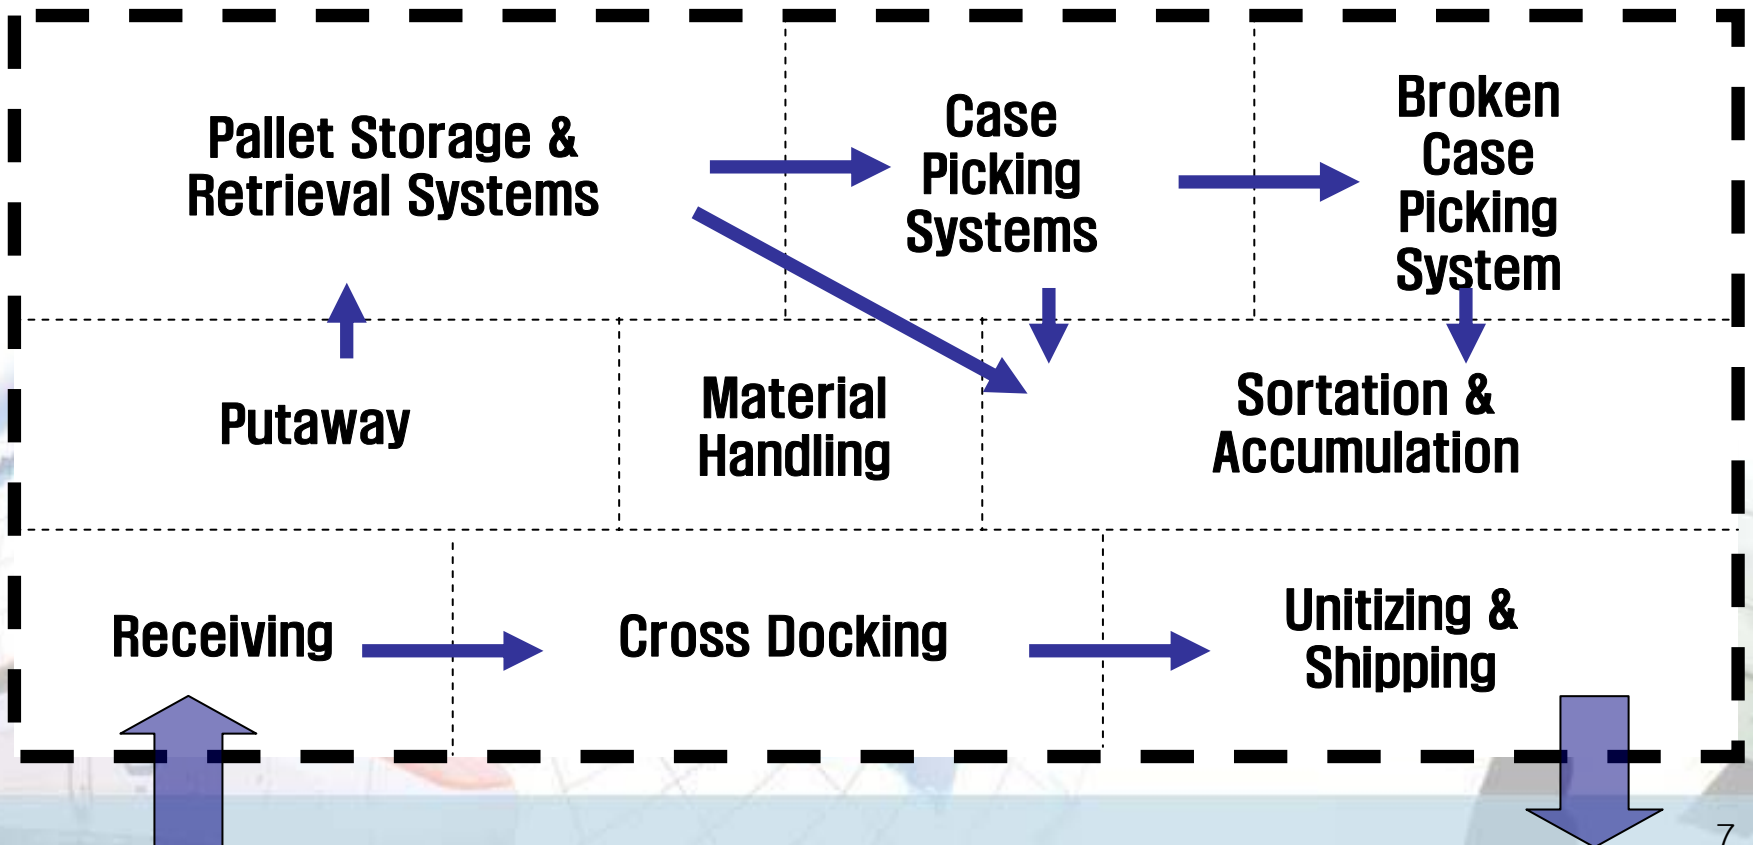 Pallet Storage &
Retrieval Systems
Case
Picking
Systems
Broken
Case
Picking
System
Putaway
Material
Handling
Sortation &
Accumulation
Receiving
Cross Docking
Unitizing &
Shipping
7